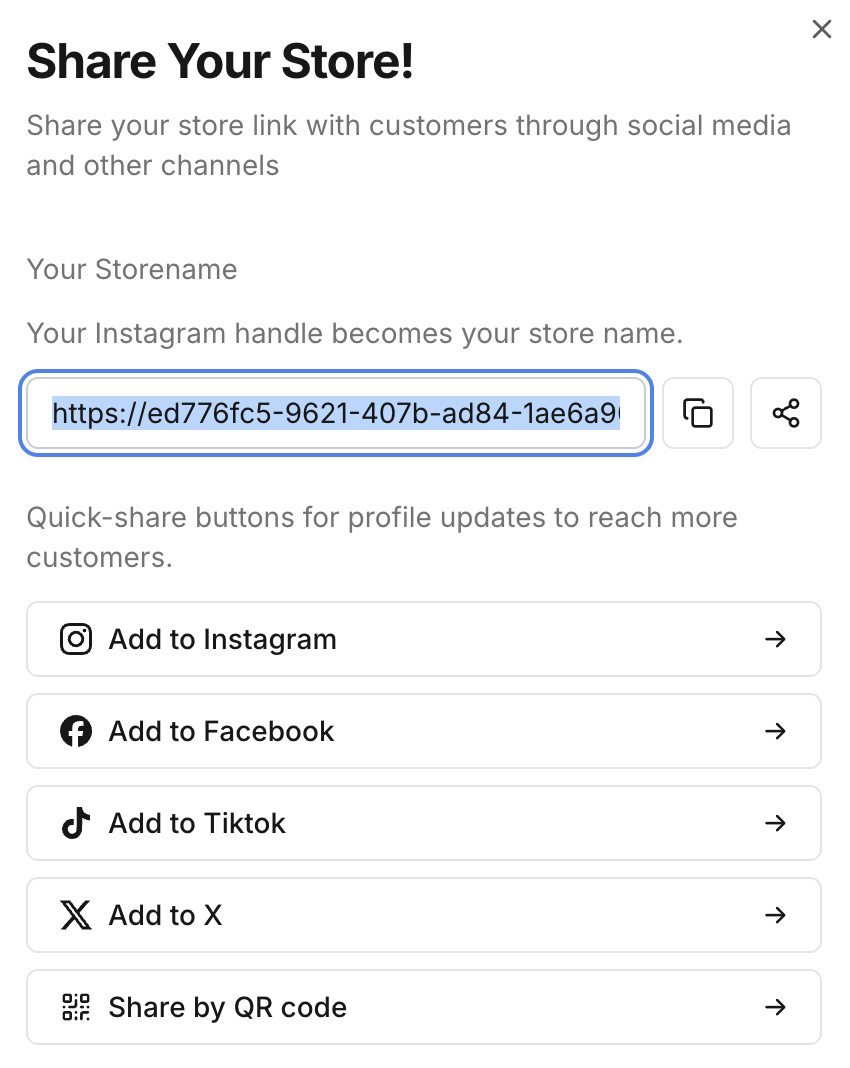 Share Your Store!
Share your store link with customers through social media
and other channels
Your Storename
Your Instagram handle becomes your store name.
https://ed776fc5-9621-407b-ad84-1ae6a9
Quick-share buttons for profile updates to reach more
customers.
Add to Instagram
Add to Facebook
Add to Tiktok
Add to X
Share by QR code